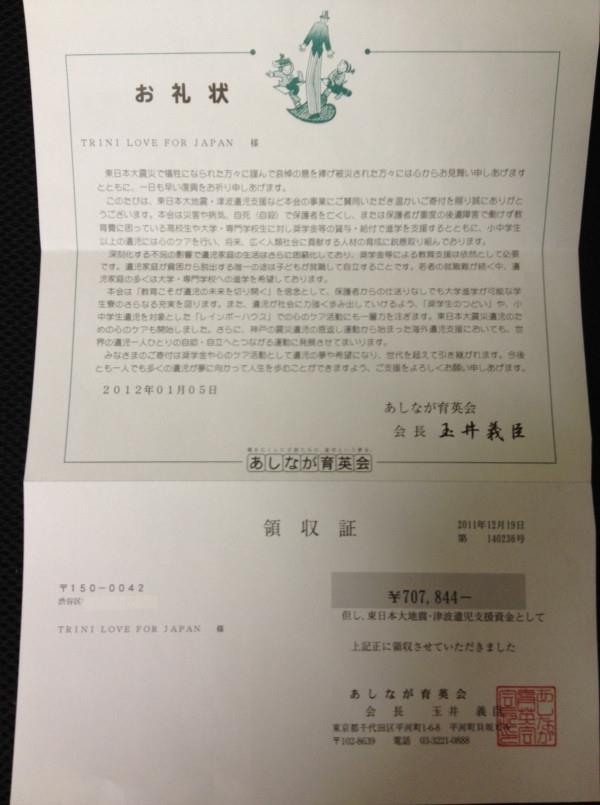 お礼状
TRINI LOVE FOR JAPAN　様
東日本大震災で犠牲になられた方々に謹んで哀悼の意を捧げ被災された方々には心からお見舞い申しあげます
とともに、一日も早い復興をお祈り申しあげます。
このたびは、東日本大地震・津波遺児支援など本会の事業にご賛同いただき温かいご寄付を賜り誠にありがと
うございます。本会は災害や病気、自死（自殺）で保護者を亡くし、または保護者が重度の後遺障害で働けず教
育費に困っている高校生や大学・専門学校生に対し奨学金等の貸与・給付で進学を支援するとともに、小中学生
以上の遺児には心のケアを行い、将来、広く人類社会に貢献する人材の育成に鋭意取り組んでおります。
深刻化する不況の影響で遺児家庭の生活はさらに困窮化しており、奨学金等による教育支援は依然として必要
です。遺児家庭が貧困から脱出する唯一の途は子どもが就職して自立することです。若者の就職難が続く中、遺
児家庭の多くは大学・専門学校への進学を希望しております。
本会は「教育こそが遺児の未来を切り開く」を信念として、保護者からの仕送りなしでも大学進学が可能な学
生寮のさらなる充実を図ります。また、遺児が社会に力強く歩み出していけるよう、「奨学生のつどい」や、小
中学生遺児を対象とした「レインボーハウス」での心のケア活動にも一層力を注ぎます。東日本大震災遺児のた
めの心のケアも開始しました。さらに、神戸の震災遺児の恩返し運動から始まった海外遺児支援においても、世
界の遺児一人ひとりの自助・自立へとつながる運動に発展させてまいります。
みなさまのご寄付は奨学金や心のケア活動として遺児の夢や希望になり、世代を超えて引き継がれます。今後
とも一人でも多くの遺児が夢に向かって人生を歩むことができますよう、ご支援をよろしくお願い申しあげます。
2012年01月05日
あしなが育英会
会長 玉井義臣
あしなが育英会
領収証
2011年12月19日
第 140236号
〒150-0042
渋谷区
TRINI LOVE FOR JAPAN　様
￥707,844－
但し、東日本大地震・津波遺児支援資金として
上記正に領収させていただきました
あしなが育英会
会長 玉井義臣
東京都千代田区平河町1-6-8 平河町貝坂ビル
〒102-8639 電話 03-3221-0888